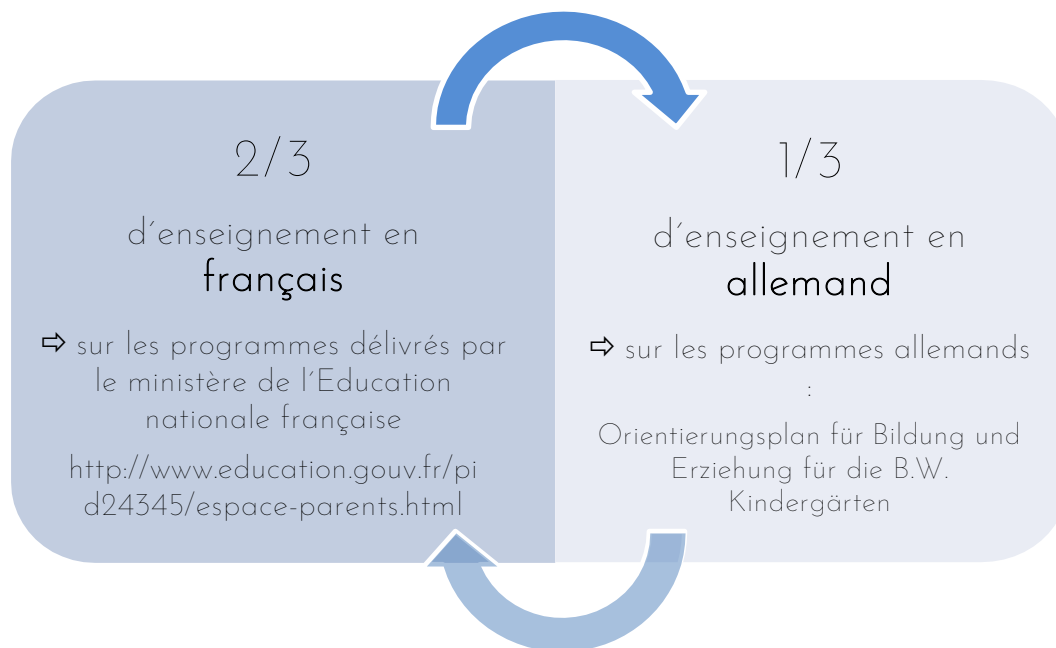 2/3
d´enseignement en
français
⇨ sur les programmes délivrés par
le ministère de l´Education
nationale française
http://www.education.gouv.fr/pi
d24345/espace-parents.html
1/3
d´enseignement en
allemand
⇨ sur les programmes allemands
:
Orientierungsplan für Bildung und
Erziehung für die B.W.
Kindergärten